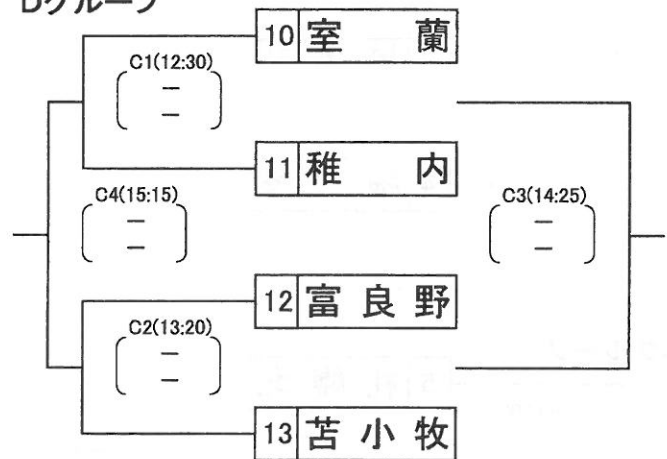 Dグループ
10 室 蘭
C1(12:30)
－
－
11 稚 内
C4(15:15)
－
－
C3(14:25)
－
－
12 富 良 野
C2(13:20)
－
－
13 苫 小 牧